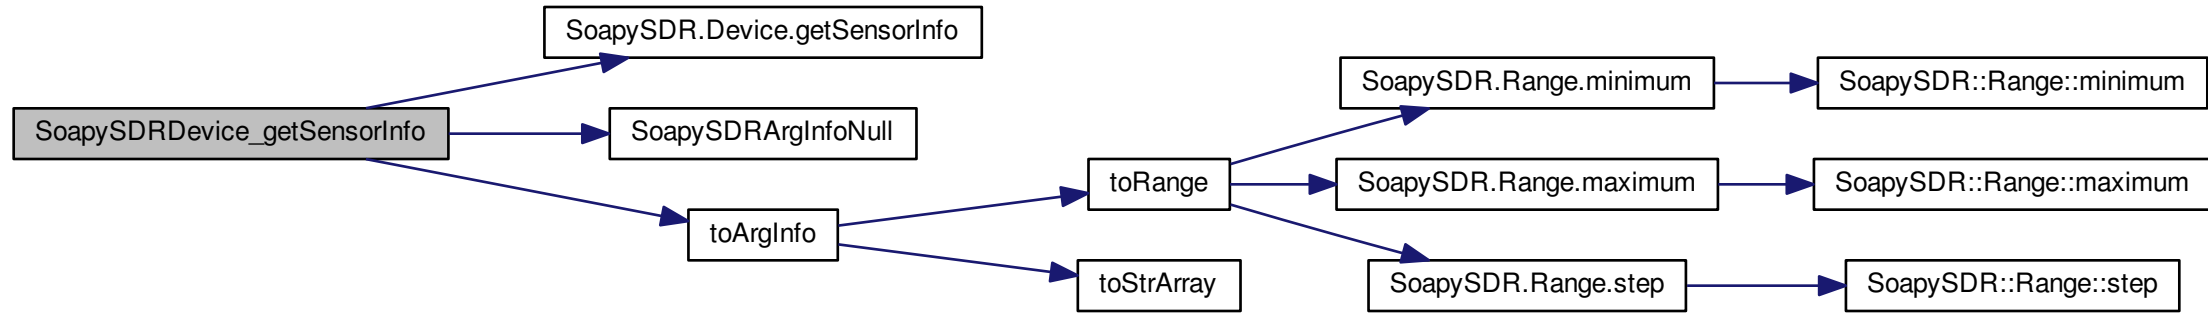 SoapySDR.Device.getSensorInfo
SoapySDRDevice_getSensorInfo
SoapySDRArgInfoNull
toArgInfo
toRange
toStrArray
SoapySDR.Range.minimum
SoapySDR::Range::minimum
SoapySDR.Range.maximum
SoapySDR::Range::maximum
SoapySDR.Range.step
SoapySDR::Range::step